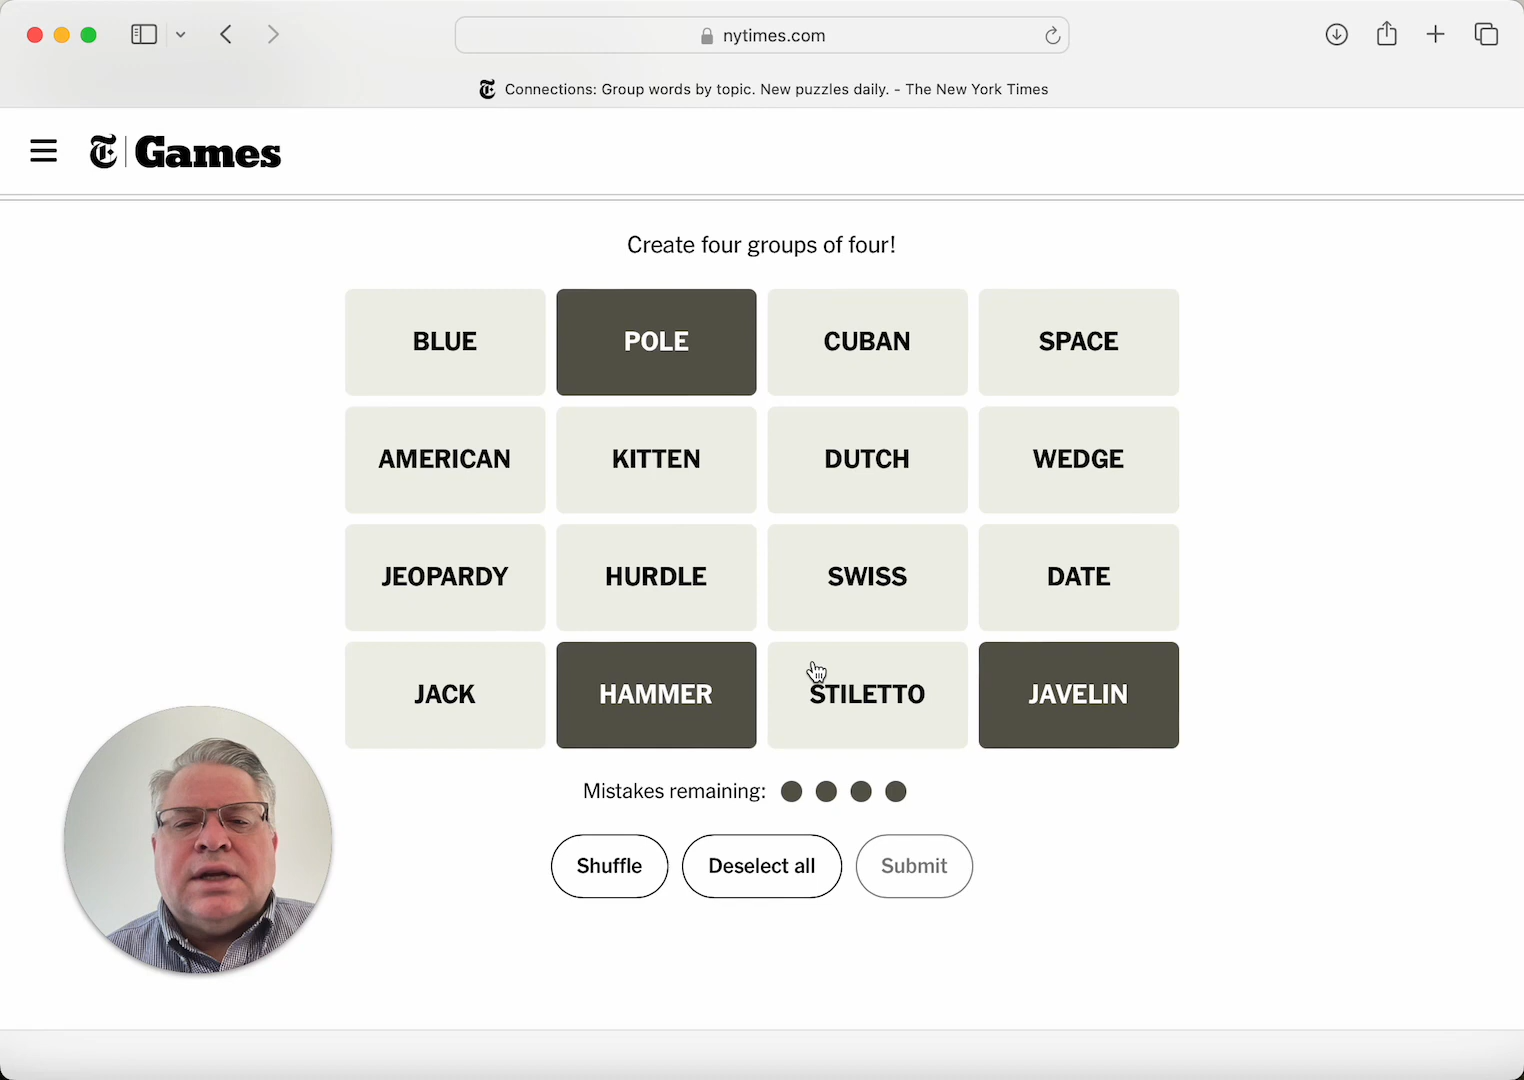 nytimes.com
Connections: Group words by topic. New puzzles daily. - The New York Times
T Games
Create four groups of four!
BLUE POLE CUBAN SPACE
AMERICAN KITTEN DUTCH WEDGE
JEOPARDY HURDLE SWISS DATE
JACK HAMMER STILETTO JAVELIN
Mistakes remaining:
Shuffle Deselect all Submit